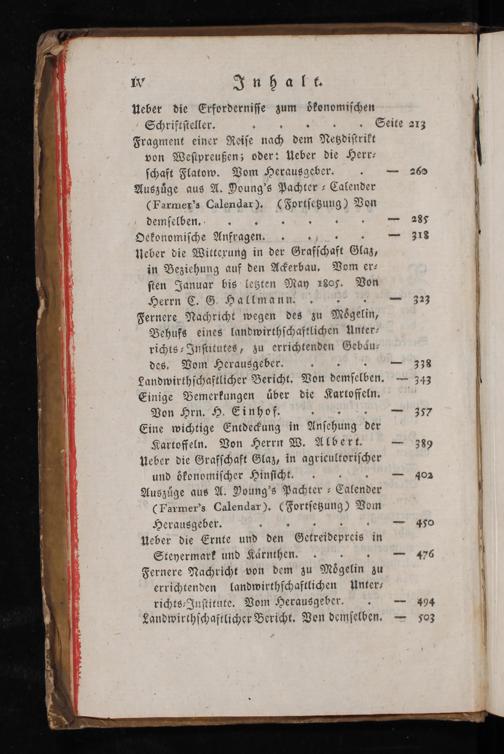 IV Inhalt.
Ueber die Erfordernisse zum ökonomischen
Schriftsteller. . . . . . Seite 213
Fragment einer Reise nach dem Netzdistrikt
von Westpreußen; oder: Ueber die Herr-
schaft Flatow. Vom Herausgeber. . — 260
Auszüge aus A. Young's Pachter-Calender
(Farmer's Calendar). (Fortsetzung) Von
demselben. . . . . . . — 285
Oekonomische Anfragen. . . . . — 318
Ueber die Witterung in der Grafschaft Glaz,
in Beziehung auf den Ackerbau. Vom er-
sten Januar bis letzten May 1805. Von
Herrn C. G. Hallmann. . . . — 323
Fernere Nachricht wegen des zu Mögelin,
Behufs eines landwirthschaftlichen Unter-
richts-Institutes, zu errichtenden Gebäu-
des. Vom Herausgeber. . . . — 338
Landwirthschaftlicher Bericht. Von demselben. — 343
Einige Bemerkungen über die Kartoffeln.
Von Hrn. H. Einhof. . . . — 357
Eine wichtige Entdeckung in Ansehung der
Kartoffeln. Von Herrn W. Albert. — 389
Ueber die Grafschaft Glaz, in agricultorischer
und ökonomischer Hinsicht. . . . — 402
Auszüge aus A. Young's Pachter-Calender
(Farmer's Calendar). (Fortsetzung) Vom
Herausgeber. . . . . . — 450
Ueber die Ernte und den Getreidepreis in
Steyermark und Kärnthen. . . . — 476
Fernere Nachricht von dem zu Mögelin zu
errichtenden landwirthschaftlichen Unter-
richts-Institute. Vom Herausgeber. . — 494
Landwirthschaftlicher Bericht. Von demselben. — 503